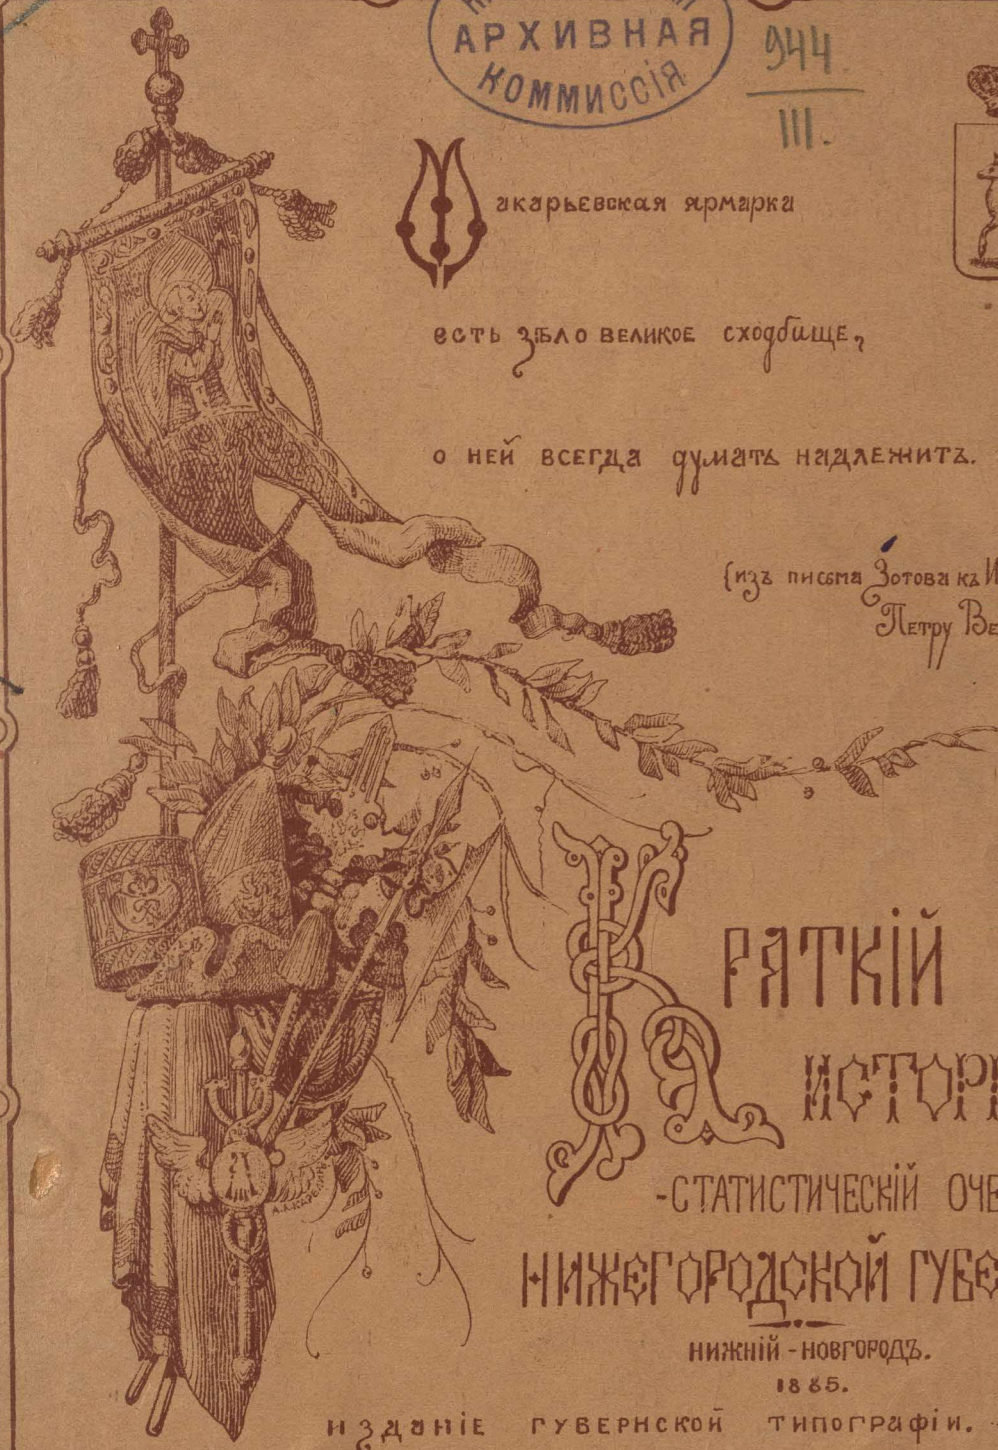 АРХИВНАЯ
КОММИССІЯ
944
III.
Макарьевская ярмарка
есть зѣло великое сходбище,
о ней всегда думать надлежитъ.
(изъ письма Зотова къ И
Петру Ве
КРАТКІЙ
ИСТОРИ
-СТАТИСТИЧЕСКІЙ ОЧЕ
НИЖЕГОРОДСКОЙ ГУБЕ
НИЖНІЙ-НОВГОРОДЪ.
1885.
ИЗДАНІЕ ГУБЕРНСКОЙ ТИПОГРАФІИ.